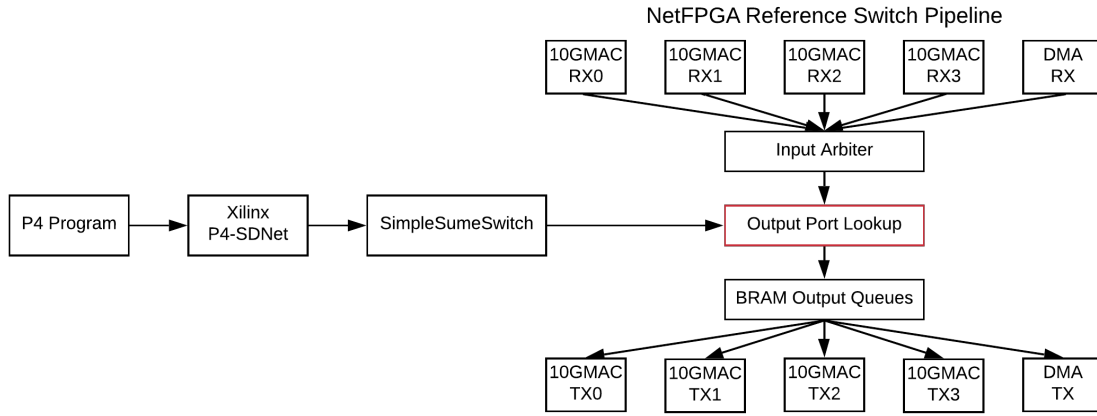 NetFPGA Reference Switch Pipeline
10GMAC
RX0
10GMAC
RX1
10GMAC
RX2
10GMAC
RX3
DMA
RX
Input Arbiter
P4 Program
Xilinx
P4-SDNet
SimpleSumeSwitch
Output Port Lookup
BRAM Output Queues
10GMAC
TX0
10GMAC
TX1
10GMAC
TX2
10GMAC
TX3
DMA
TX